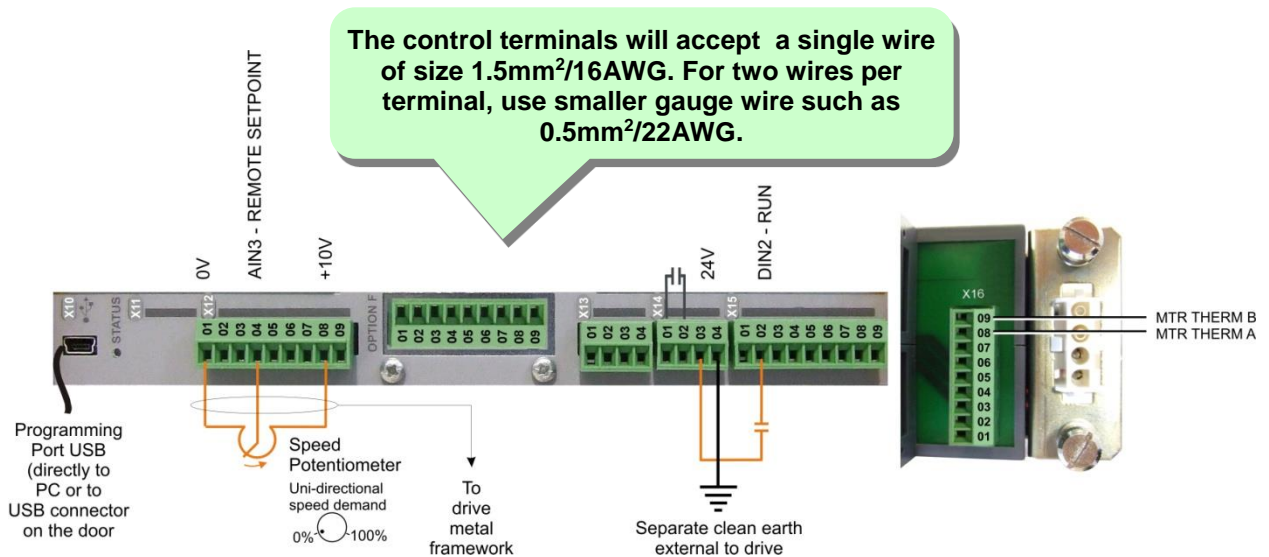 The control terminals will accept a single wire
of size 1.5mm²/16AWG. For two wires per
terminal, use smaller gauge wire such as
0.5mm²/22AWG.
0V
AIN3 - REMOTE SETPOINT
+10V
24V
DIN2 - RUN
X10
STATUS
X11
X12
01 02 03 04 05 06 07 08 09
OPTION F
01 02 03 04 05 06 07 08 09
X13
01 02 03 04
X14
01 02 03 04
X15
01 02 03 04 05 06 07 08 09
X16
09
08
07
06
05
04
03
02
01
MTR THERM B
MTR THERM A
Programming
Port USB
(directly to
PC or to
USB connector
on the door
Speed
Potentiometer
Uni-directional
speed demand
0% 100%
To
drive
metal
framework
Separate clean earth
external to drive